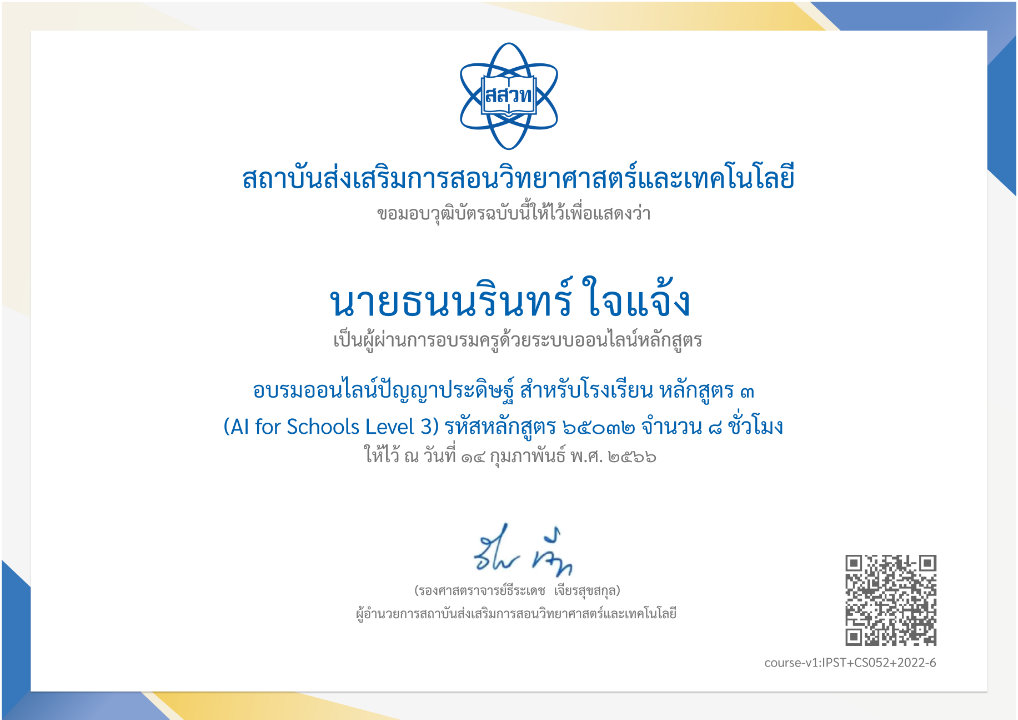 สสวท
สถาบันส่งเสริมการสอนวิทยาศาสตร์และเทคโนโลยี
ขอมอบวุฒิบัตรฉบับนี้ให้ไว้เพื่อแสดงว่า
นายธนนรินทร์ ใจแจ้ง
เป็นผู้ผ่านการอบรมครูด้วยระบบออนไลน์หลักสูตร
อบรมออนไลน์ปัญญาประดิษฐ์ สำหรับโรงเรียน หลักสูตร ๓
(AI for Schools Level 3) รหัสหลักสูตร ๖๕๐๓๒ จำนวน ๘ ชั่วโมง
ให้ไว้ ณ วันที่ ๑๔ กุมภาพันธ์ พ.ศ. ๒๕๖๖
(รองศาสตราจารย์ธีระเดช เจียรสุขสกุล)
ผู้อำนวยการสถาบันส่งเสริมการสอนวิทยาศาสตร์และเทคโนโลยี
course-v1:IPST+CS052+2022-6